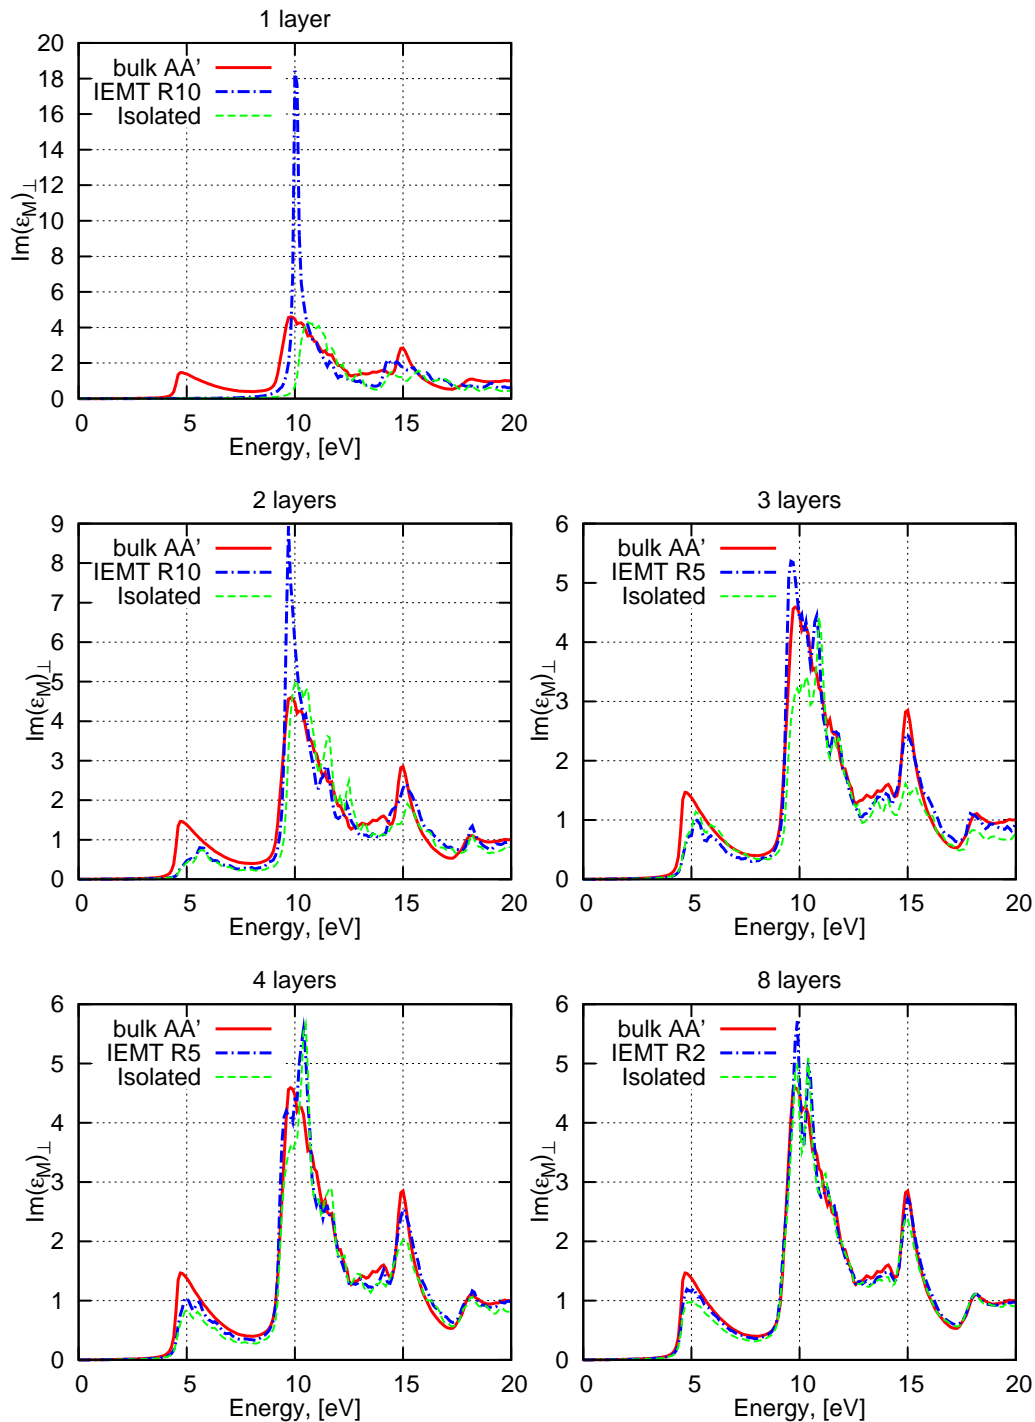 1 layer
20
18
16
14
12
10
8
6
4
2
0
Im(ε_M)_⊥
bulk AA'
IEMT R10
Isolated
0 5 10 15 20
Energy, [eV]
2 layers
9
8
7
6
5
4
3
2
1
0
Im(ε_M)_⊥
bulk AA'
IEMT R10
Isolated
0 5 10 15 20
Energy, [eV]
3 layers
6
5
4
3
2
1
0
Im(ε_M)_⊥
bulk AA'
IEMT R5
Isolated
0 5 10 15 20
Energy, [eV]
4 layers
6
5
4
3
2
1
0
Im(ε_M)_⊥
bulk AA'
IEMT R5
Isolated
0 5 10 15 20
Energy, [eV]
8 layers
6
5
4
3
2
1
0
Im(ε_M)_⊥
bulk AA'
IEMT R2
Isolated
0 5 10 15 20
Energy, [eV]